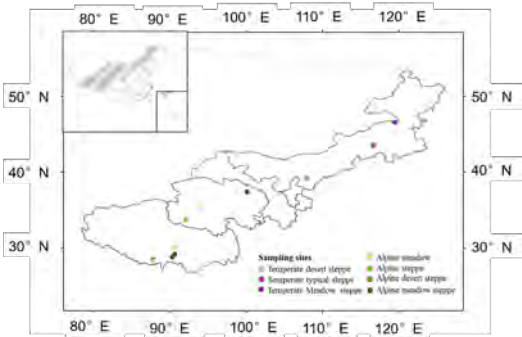 80° E 90° E 100° E 110° E 120° E
50° N 50° N
40° N 40° N
30° N 30° N
Sampling sites
Temperate desert steppe
Temperate typical steppe
Temperate Meadow steppe
Alpine meadow
Alpine steppe
Alpine desert steppe
Alpine meadow steppe
80° E 90° E 100° E 110° E 120° E